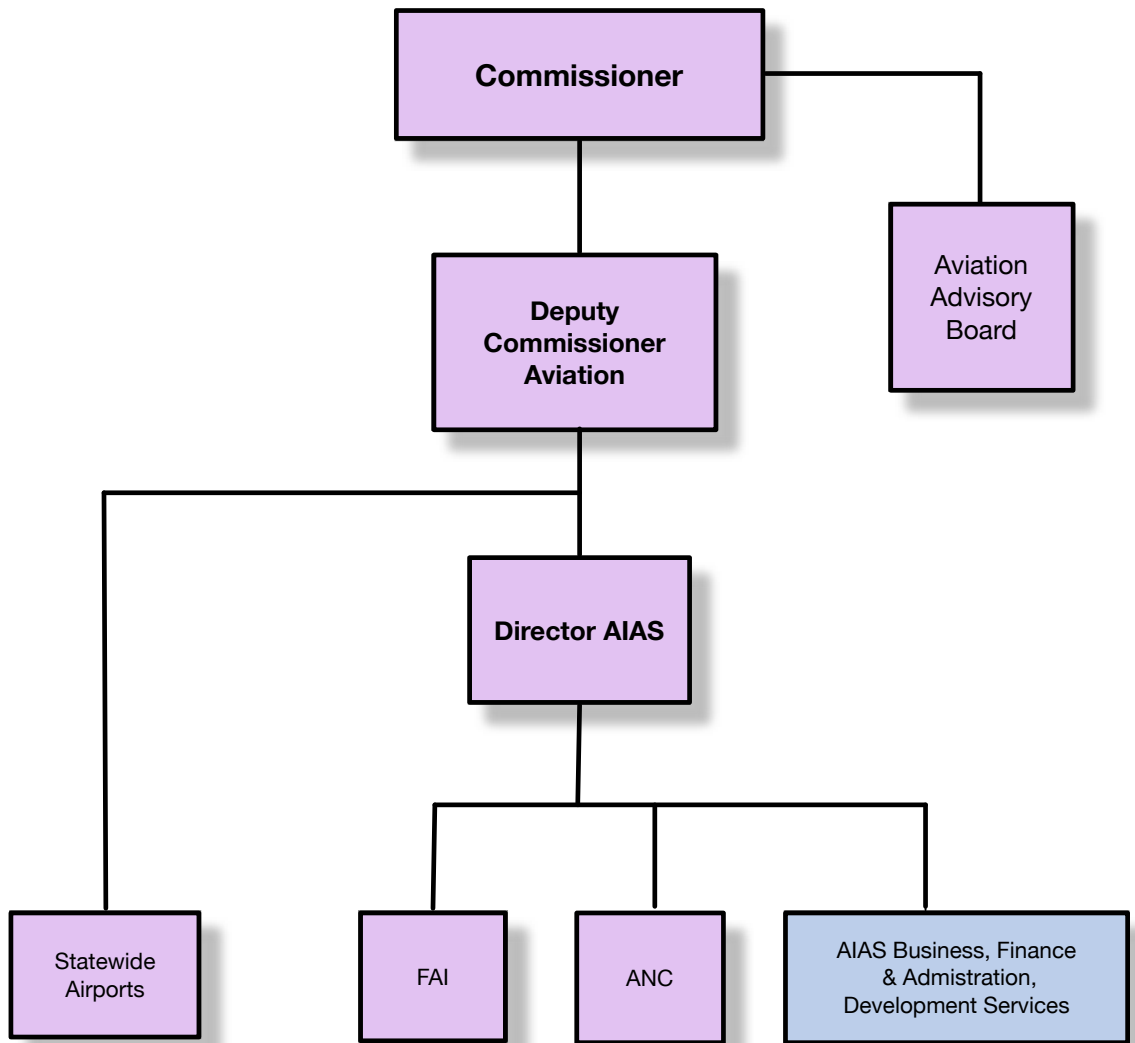 Commissioner
Aviation
Advisory
Board
Deputy
Commissioner
Aviation
Director AIAS
Statewide
Airports
FAI
ANC
AIAS Business, Finance
& Admistration,
Development Services